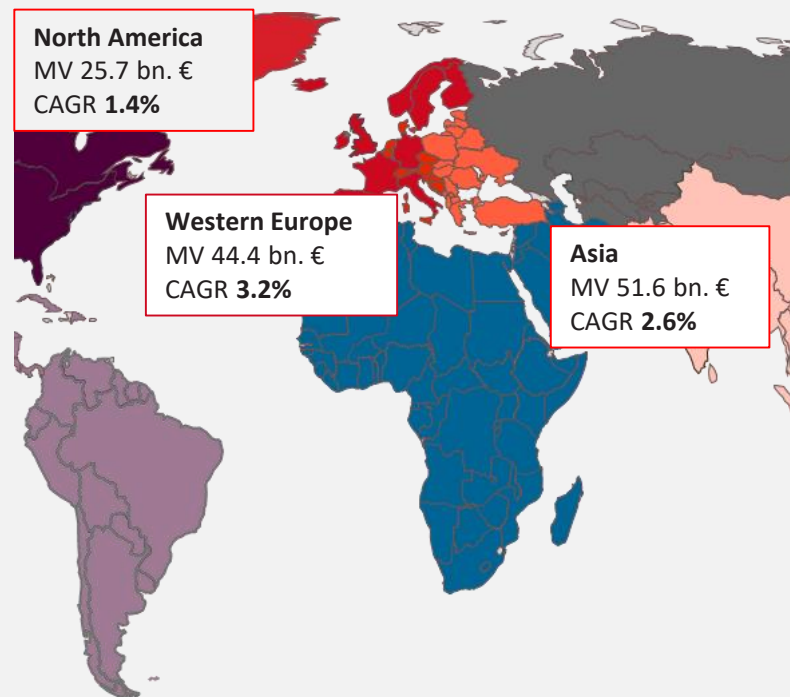 North America
MV 25.7 bn. €
CAGR 1.4%
Western Europe
MV 44.4 bn. €
CAGR 3.2%
Asia
MV 51.6 bn. €
CAGR 2.6%